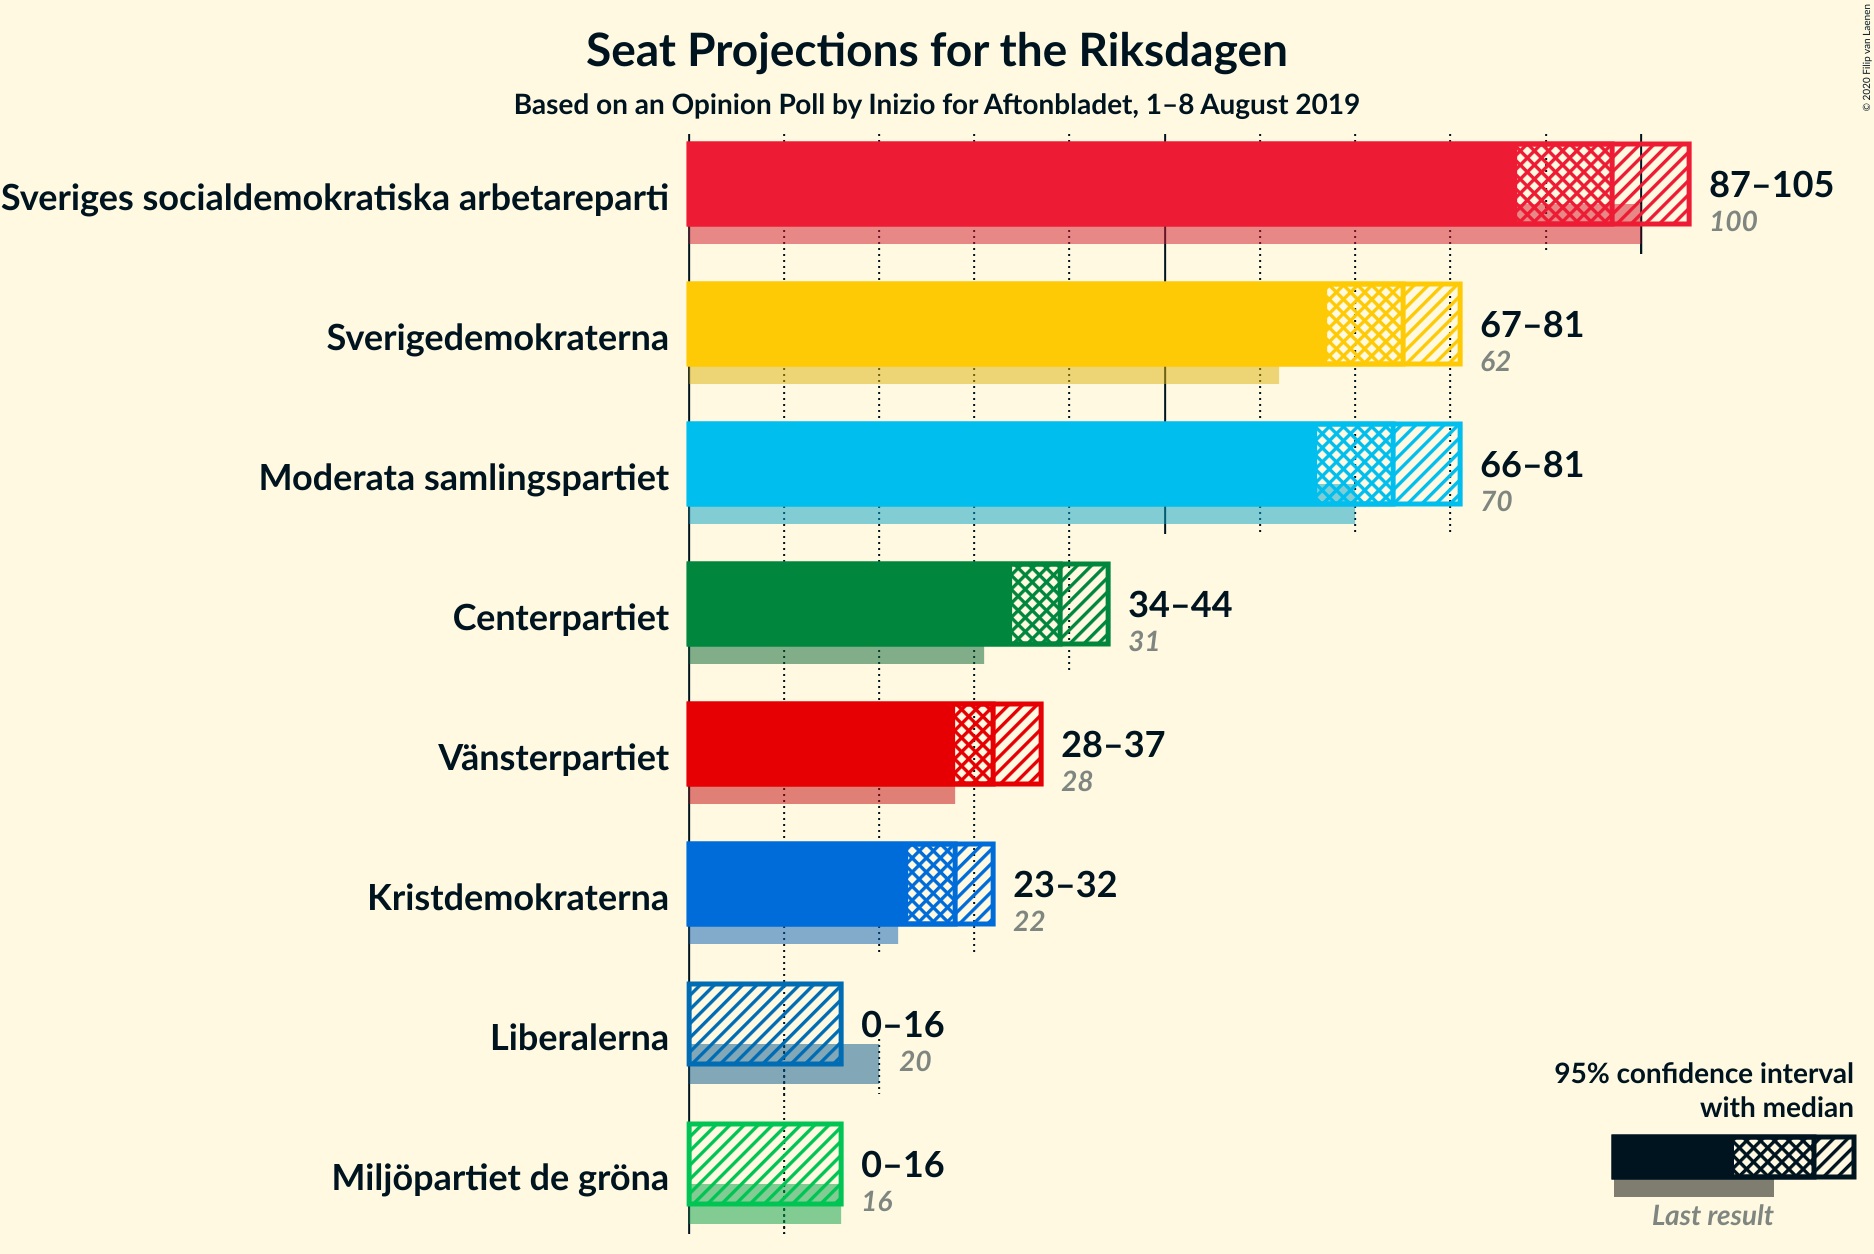 Seat Projections for the Riksdagen
Based on an Opinion Poll by Inizio for Aftonbladet, 1–8 August 2019
© 2020 Filip van Laenen
Sveriges socialdemokratiska arbetareparti
87–105
100
Sverigedemokraterna
67–81
62
Moderata samlingspartiet
66–81
70
Centerpartiet
34–44
31
Vänsterpartiet
28–37
28
Kristdemokraterna
23–32
22
Liberalerna
0–16
20
Miljöpartiet de gröna
0–16
16
95% confidence interval
with median
Last result